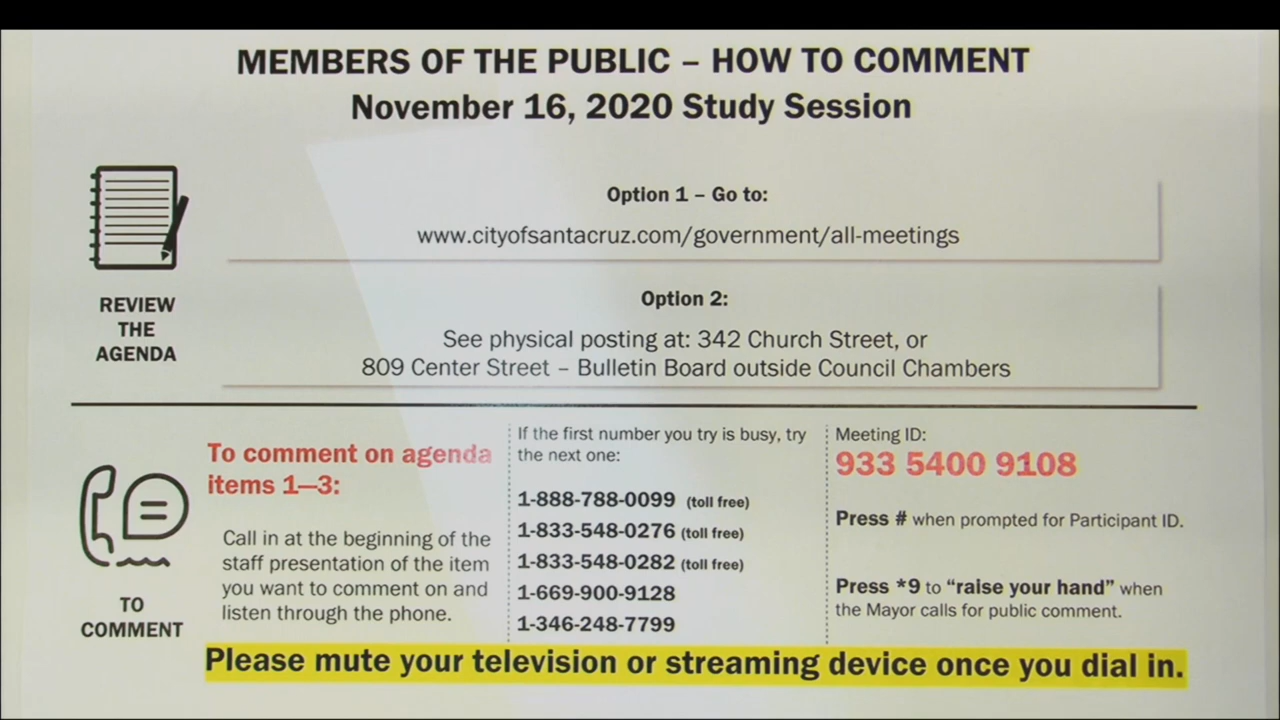 MEMBERS OF THE PUBLIC – HOW TO COMMENT
November 16, 2020 Study Session
REVIEW
THE
AGENDA
Option 1 – Go to:
www.cityofsantacruz.com/government/all-meetings
Option 2:
See physical posting at: 342 Church Street, or
809 Center Street – Bulletin Board outside Council Chambers
TO
COMMENT
To comment on agenda
items 1—3:
Call in at the beginning of the
staff presentation of the item
you want to comment on and
listen through the phone.
If the first number you try is busy, try
the next one:
1-888-788-0099 (toll free)
1-833-548-0276 (toll free)
1-833-548-0282 (toll free)
1-669-900-9128
1-346-248-7799
Meeting ID:
933 5400 9108
Press # when prompted for Participant ID.
Press *9 to “raise your hand” when
the Mayor calls for public comment.
Please mute your television or streaming device once you dial in.